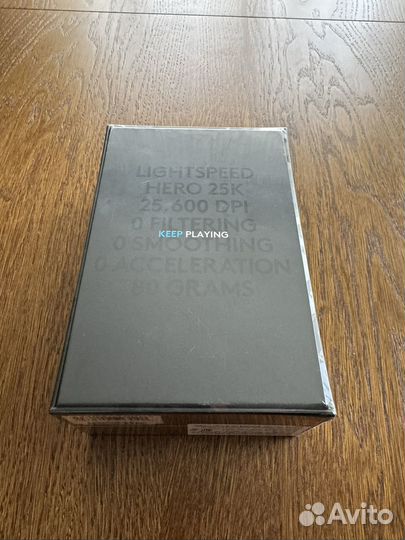 LIGHTSPEED
HERO 25K
25,600 DPI
0 FILTERING
KEEP PLAYING
0 SMOOTHING
0 ACCELERATION
80 GRAMS
Avito